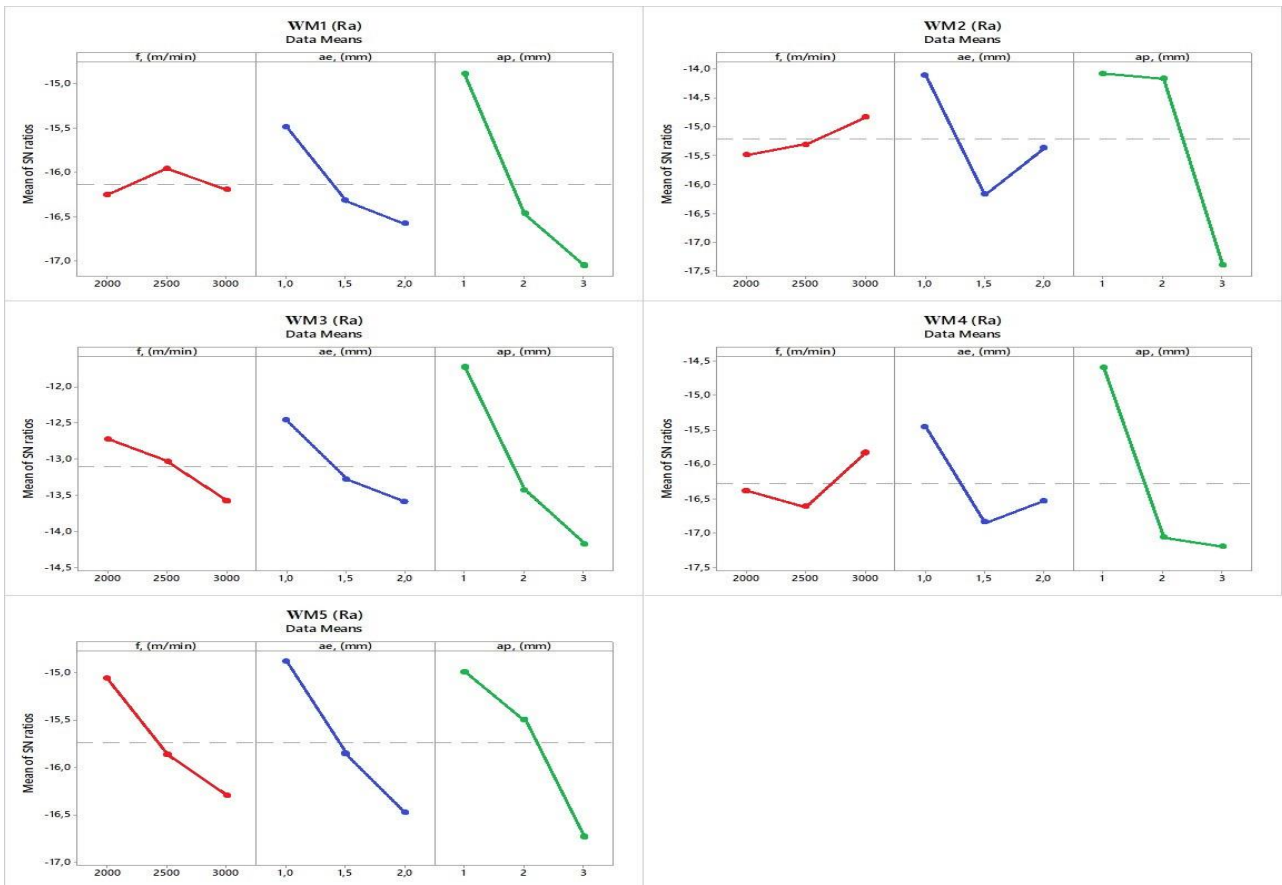 WM1 (Ra)
Data Means
f, (m/min) ae, (mm) ap, (mm)
Mean of SN ratios
-15,0
-15,5
-16,0
-16,5
-17,0
2000 2500 3000 1,0 1,5 2,0 1 2 3
WM2 (Ra)
Data Means
f, (m/min) ae, (mm) ap, (mm)
Mean of SN ratios
-14,0
-14,5
-15,0
-15,5
-16,0
-16,5
-17,0
-17,5
2000 2500 3000 1,0 1,5 2,0 1 2 3
WM3 (Ra)
Data Means
f, (m/min) ae, (mm) ap, (mm)
Mean of SN ratios
-12,0
-12,5
-13,0
-13,5
-14,0
-14,5
2000 2500 3000 1,0 1,5 2,0 1 2 3
WM4 (Ra)
Data Means
f, (m/min) ae, (mm) ap, (mm)
Mean of SN ratios
-14,5
-15,0
-15,5
-16,0
-16,5
-17,0
-17,5
2000 2500 3000 1,0 1,5 2,0 1 2 3
WM5 (Ra)
Data Means
f, (m/min) ae, (mm) ap, (mm)
Mean of SN ratios
-15,0
-15,5
-16,0
-16,5
-17,0
2000 2500 3000 1,0 1,5 2,0 1 2 3